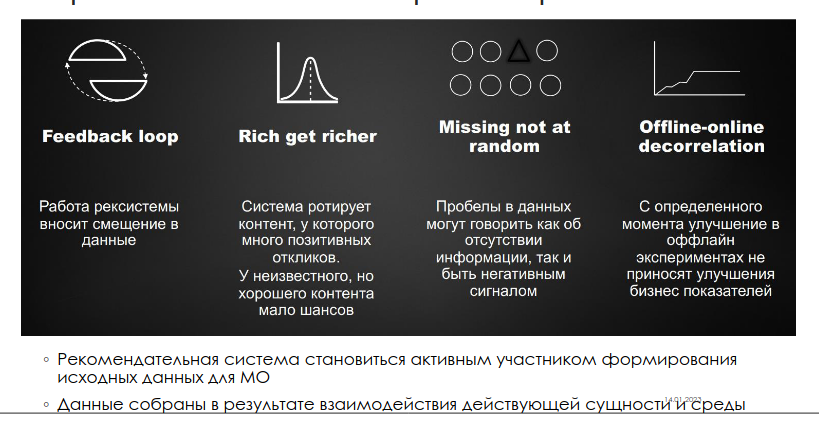 Feedback loop
Работа рексистемы
вносит смещение в
данные
Rich get richer
Система ротирует
контент, у которого
много позитивных
откликов.
У неизвестного, но
хорошего контента
мало шансов
Missing not at
random
Пробелы в данных
могут говорить как об
отсутствии
информации, так и
быть негативным
сигналом
Offline-online
decorrelation
С определенного
момента улучшение в
оффлайн
экспериментах не
приносят улучшения
бизнес показателей
◦ Рекомендательная система становиться активным участником формирования
исходных данных для МО
◦ Данные собраны в результате взаимодействия действующей сущности и среды
14.01.2023